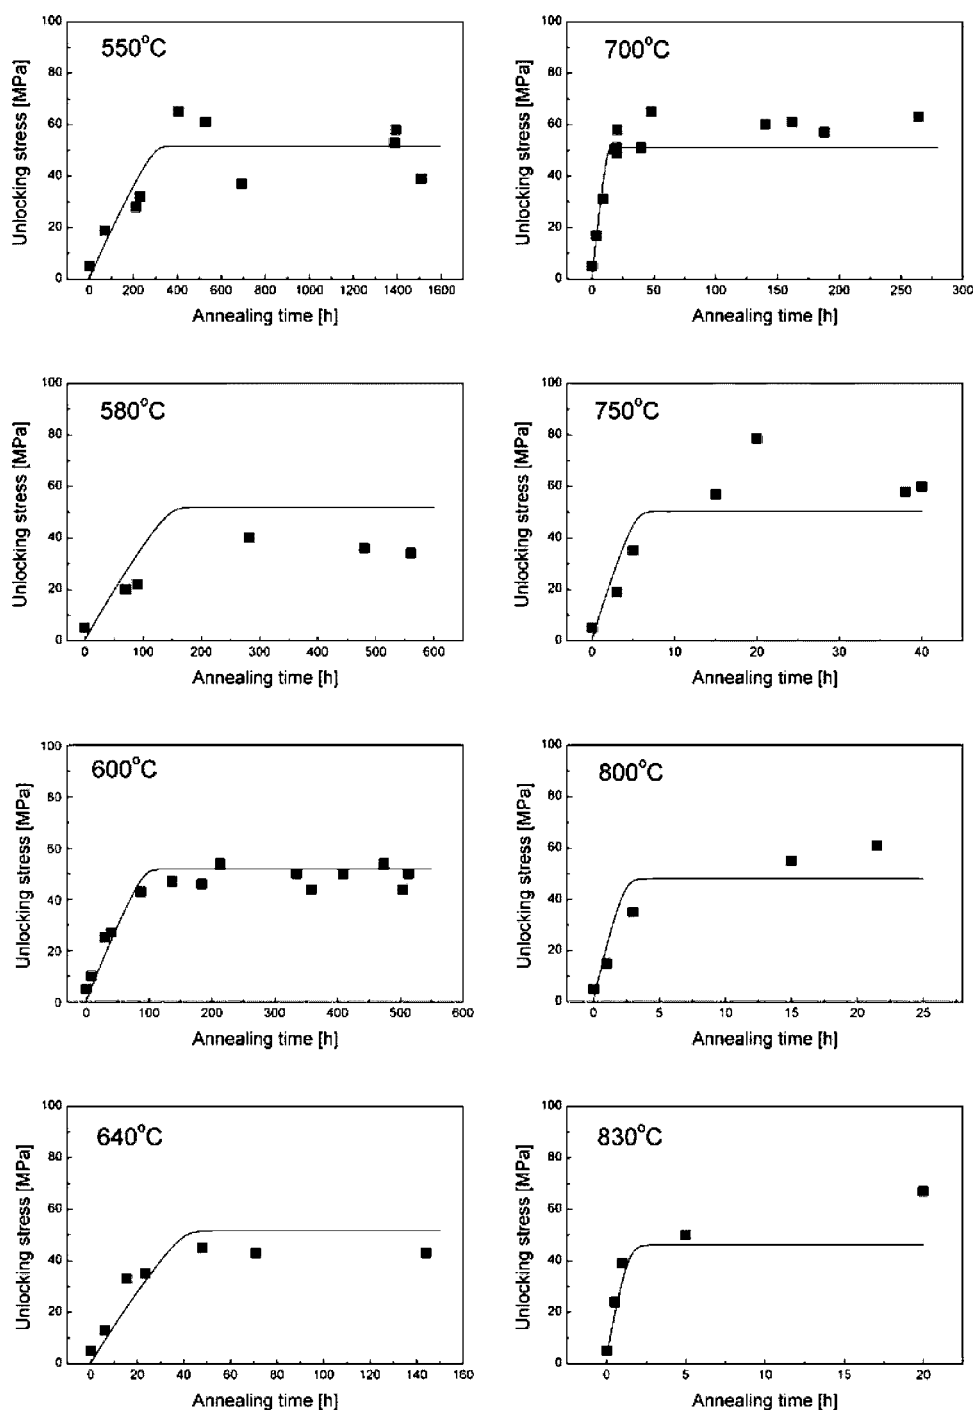 550°C
Unlocking stress [MPa]
100
80
60
40
20
0
0 200 400 600 800 1000 1200 1400 1600
Annealing time [h]
700°C
Unlocking stress [MPa]
100
80
60
40
20
0
0 50 100 150 200 250 300
Annealing time [h]
580°C
Unlocking stress [MPa]
100
80
60
40
20
0
0 100 200 300 400 500 600
Annealing time [h]
750°C
Unlocking stress [MPa]
100
80
60
40
20
0
0 10 20 30 40
Annealing time [h]
600°C
Unlocking stress [MPa]
100
80
60
40
20
0
0 100 200 300 400 500 600
Annealing time [h]
800°C
Unlocking stress [MPa]
100
80
60
40
20
0
0 5 10 15 20 25
Annealing time [h]
640°C
Unlocking stress [MPa]
100
80
60
40
20
0
0 20 40 60 80 100 120 140 160
Annealing time [h]
830°C
Unlocking stress [MPa]
100
80
60
40
20
0
0 5 10 15 20
Annealing time [h]